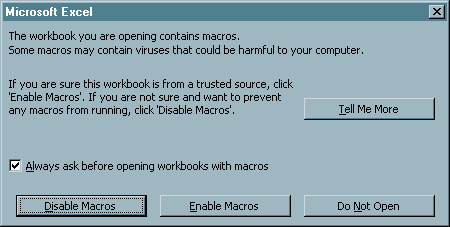 Microsoft Excel
The workbook you are opening contains macros.
Some macros may contain viruses that could be harmful to your computer.
If you are sure this workbook is from a trusted source, click
'Enable Macros'. If you are not sure and want to prevent
any macros from running, click 'Disable Macros'.
Tell Me More
Always ask before opening workbooks with macros
Disable Macros
Enable Macros
Do Not Open